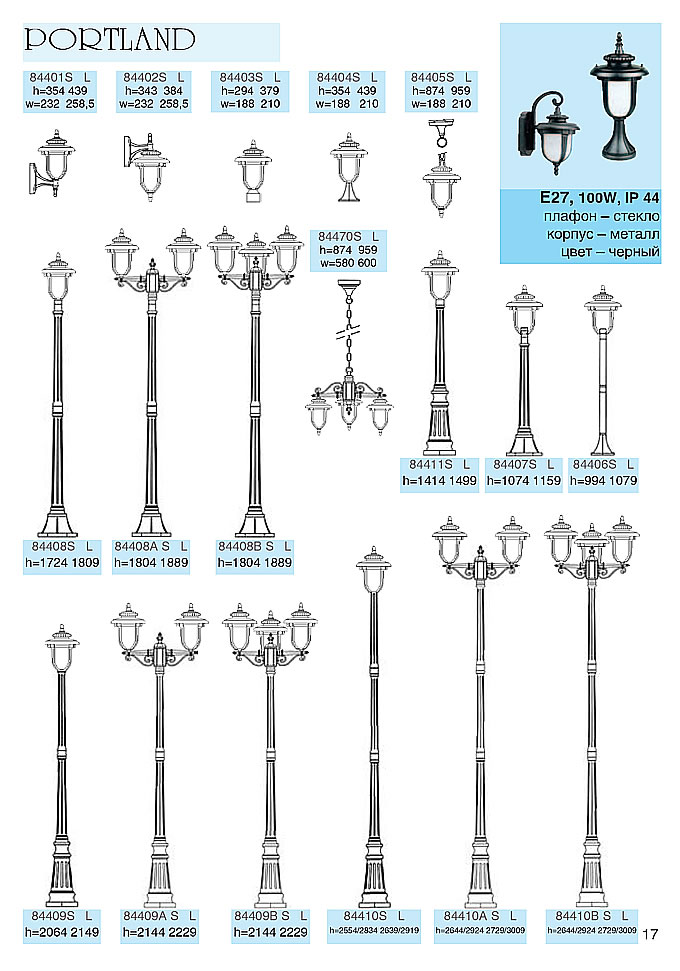 PORTLAND
84401S L
h=354 439
w=232 258,5
84402S L
h=343 384
w=232 258,5
84403S L
h=294 379
w=188 210
84404S L
h=354 439
w=188 210
84405S L
h=874 959
w=188 210
E27, 100W, IP 44
плафон – стекло
корпус – металл
цвет – черный
84470S L
h=874 959
w=580 600
84411S L
h=1414 1499
84407S L
h=1074 1159
84406S L
h=994 1079
84408S L
h=1724 1809
84408A S L
h=1804 1889
84408B S L
h=1804 1889
84409S L
h=2064 2149
84409A S L
h=2144 2229
84409B S L
h=2144 2229
84410S L
h=2554/2834 2639/2919
84410A S L
h=2644/2924 2729/3009
84410B S L
h=2644/2924 2729/3009
17